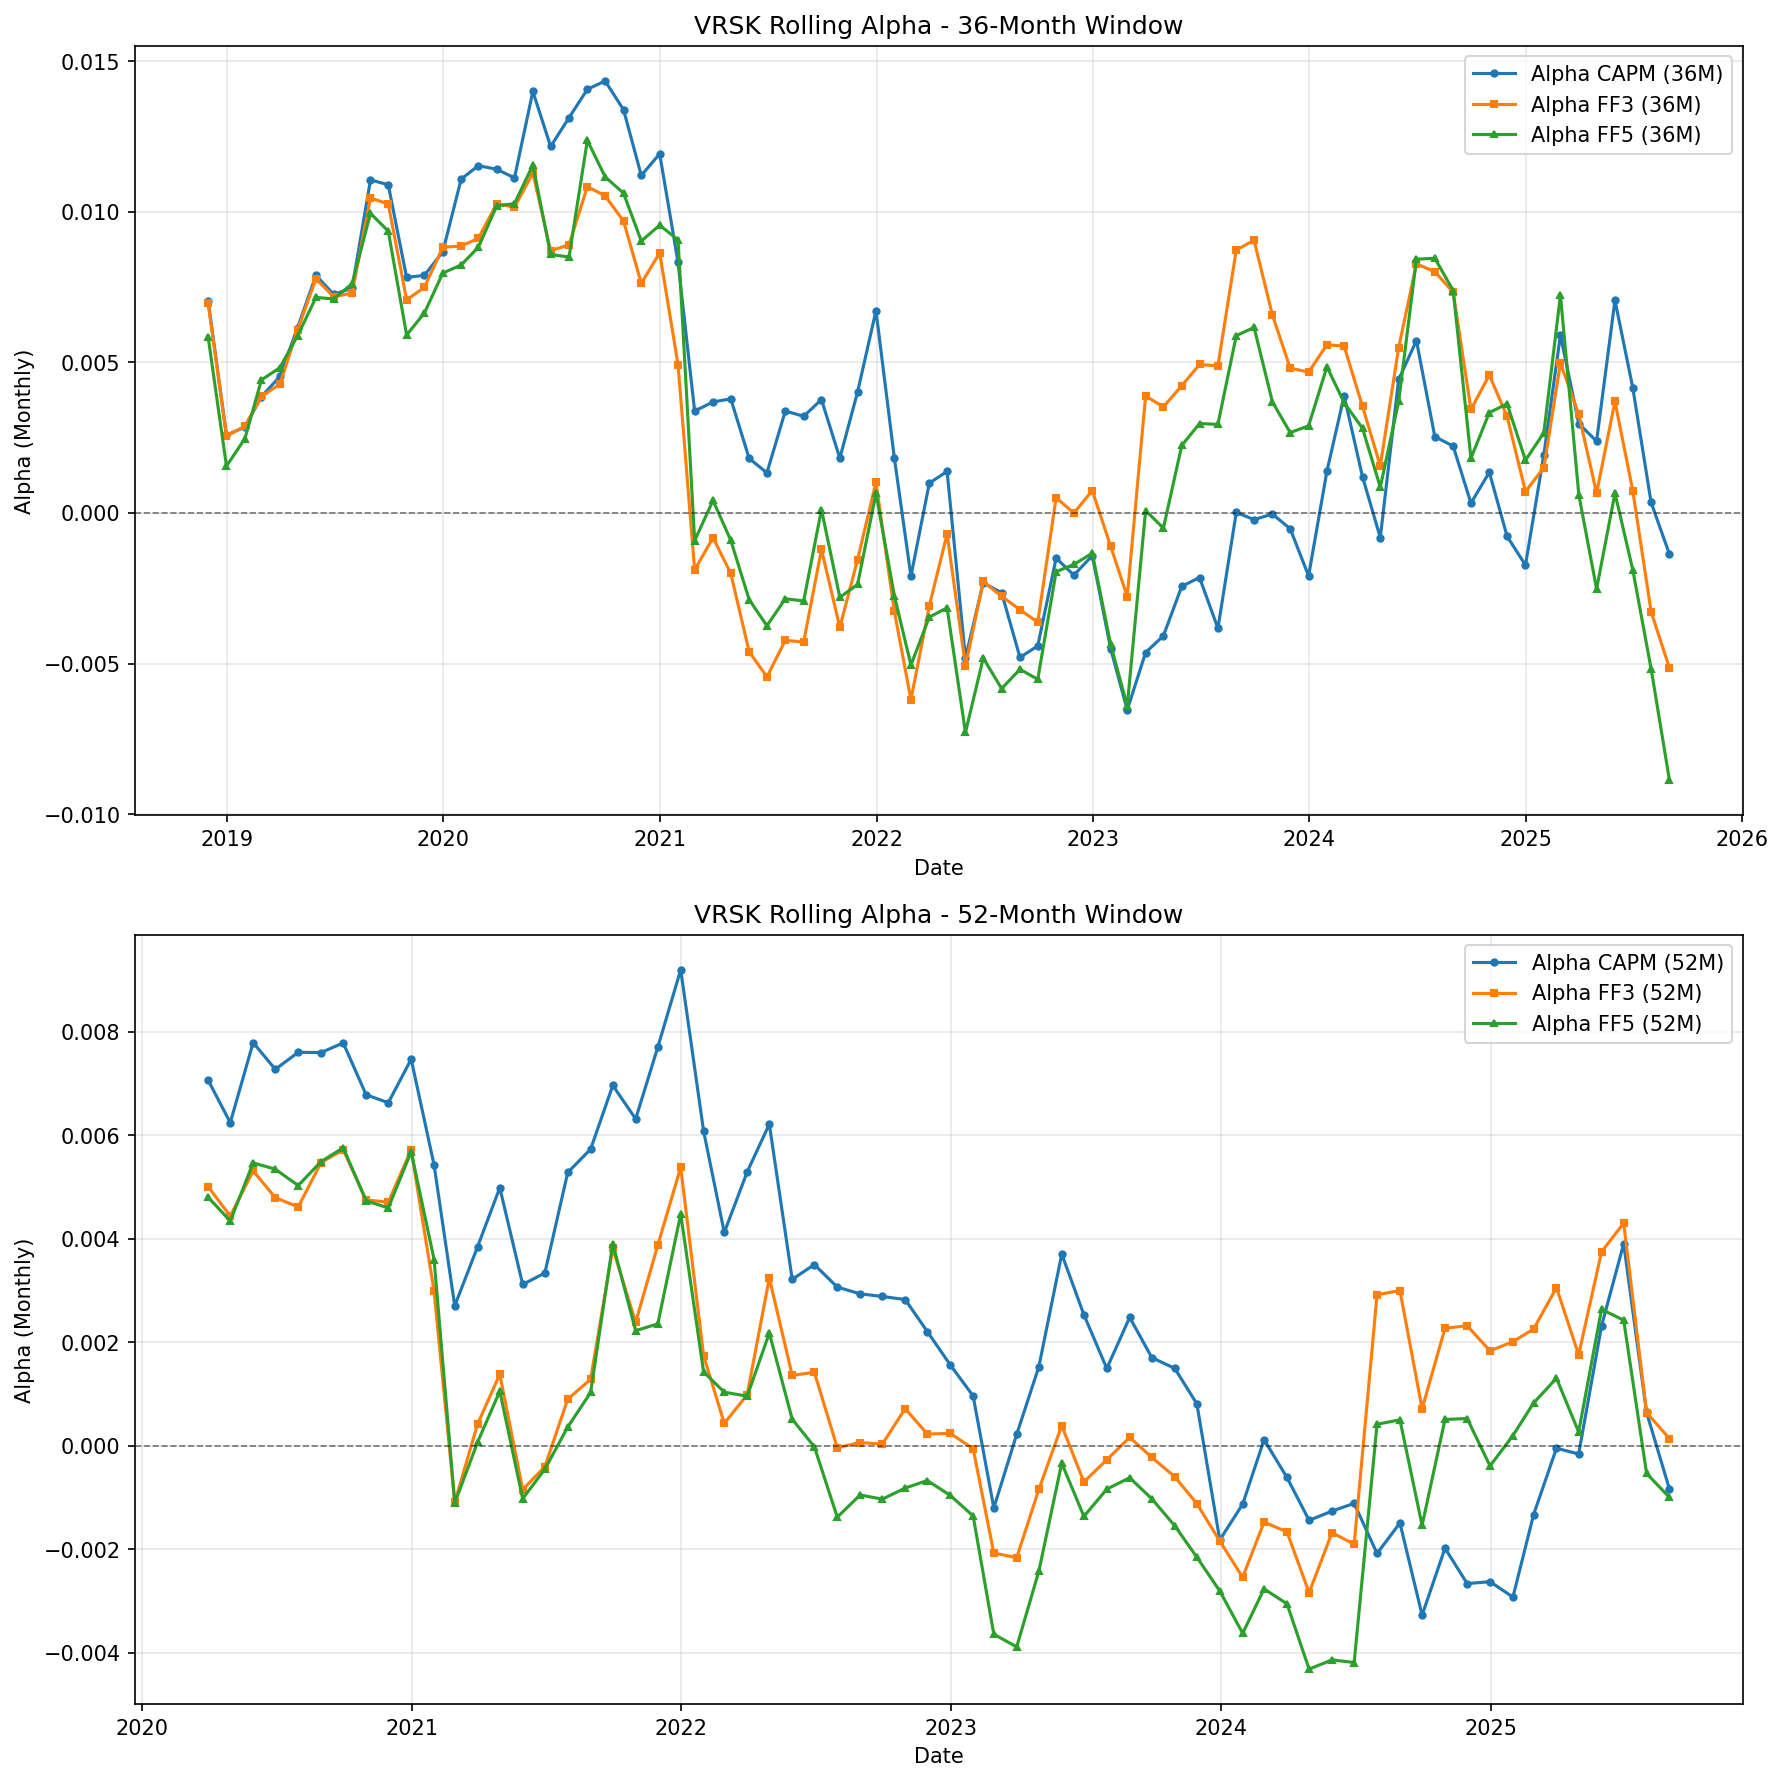 VRSK Rolling Alpha - 36-Month Window
Alpha CAPM (36M)
Alpha FF3 (36M)
Alpha FF5 (36M)
Alpha (Monthly)
0.015
0.010
0.005
0.000
−0.005
−0.010
2019 2020 2021 2022 2023 2024 2025 2026
Date
VRSK Rolling Alpha - 52-Month Window
Alpha CAPM (52M)
Alpha FF3 (52M)
Alpha FF5 (52M)
Alpha (Monthly)
0.008
0.006
0.004
0.002
0.000
−0.002
−0.004
2020 2021 2022 2023 2024 2025
Date